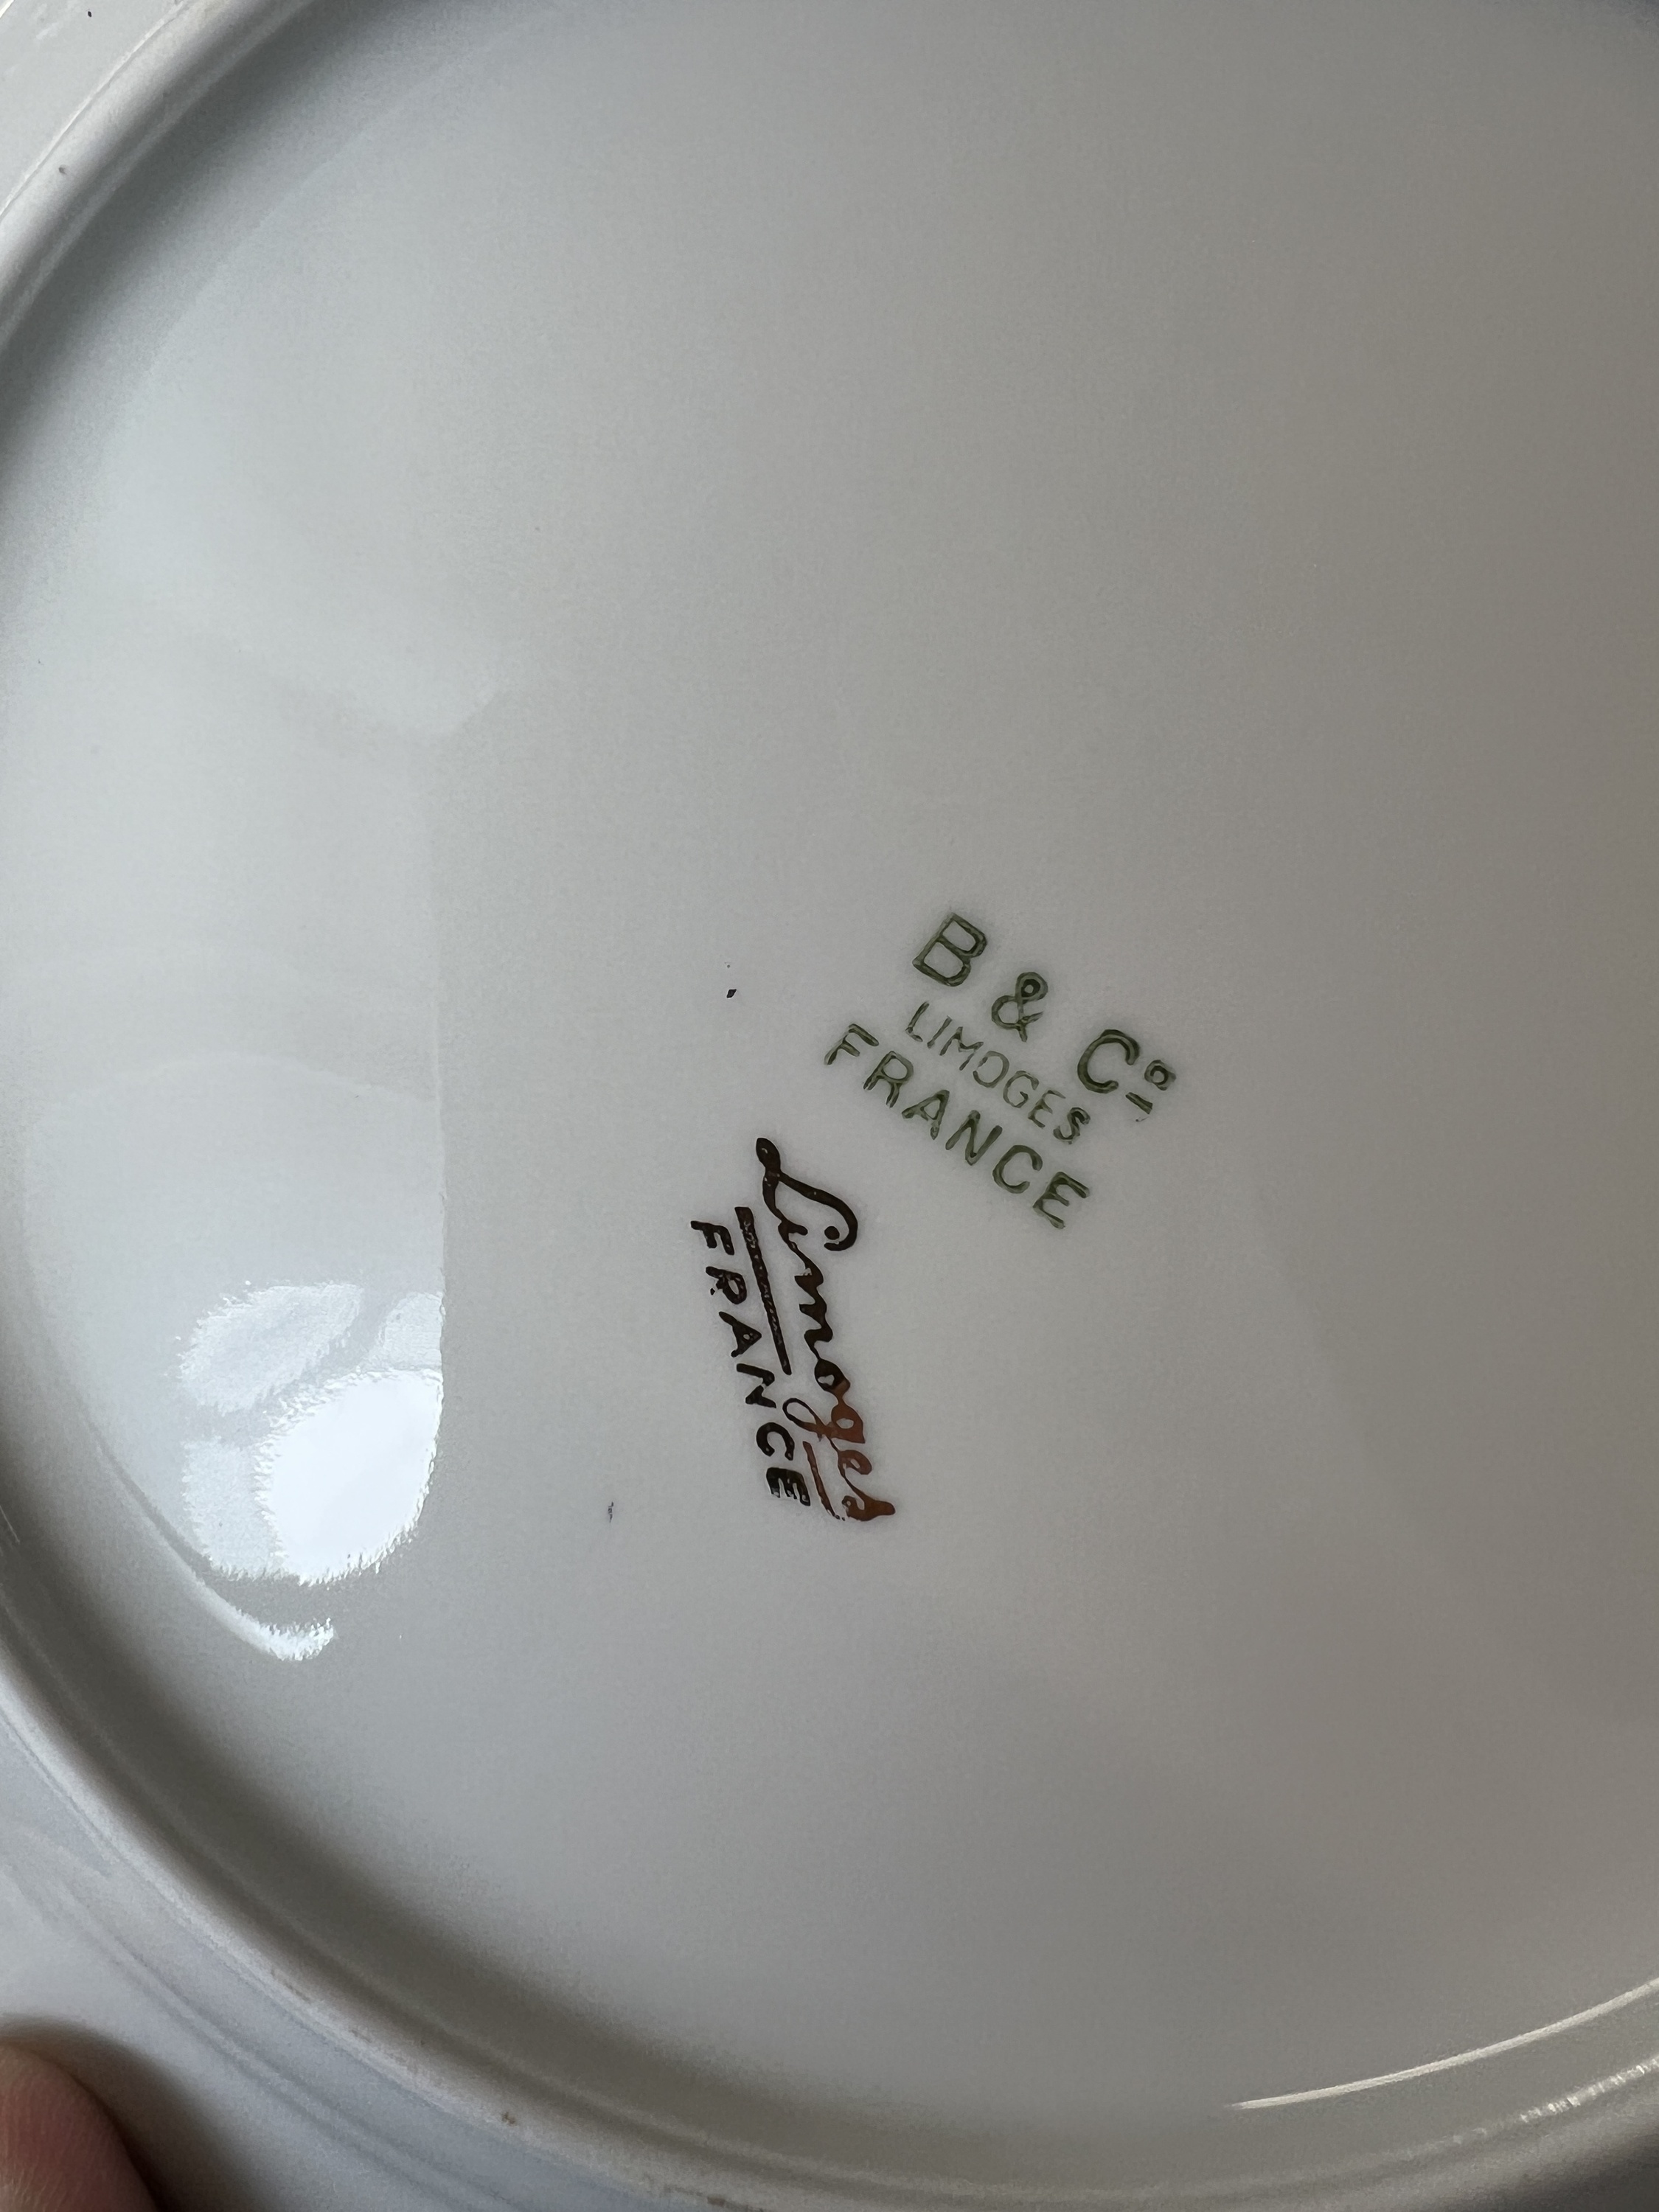 B & Cº
LIMOGES
FRANCE
Limoges
FRANCE